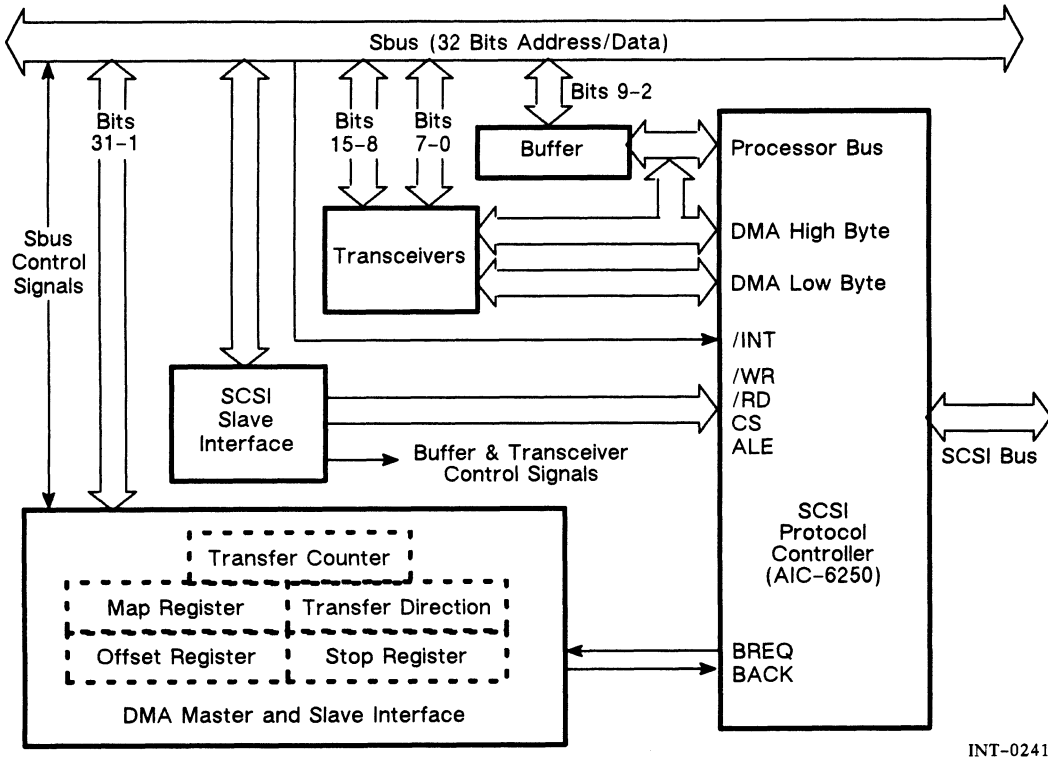 Sbus (32 Bits Address/Data)
Bits 9-2
Bits
31-1
Bits
15-8
Bits
7-0
Buffer
Processor Bus
Sbus
Control
Signals
Transceivers
DMA High Byte
DMA Low Byte
/INT
/WR
/RD
CS
ALE
SCSI
Slave
Interface
SCSI Bus
Buffer & Transceiver
Control Signals
SCSI
Protocol
Controller
(AIC-6250)
Transfer Counter
Map Register
Transfer Direction
Offset Register
Stop Register
BREQ
BACK
DMA Master and Slave Interface
INT-0241